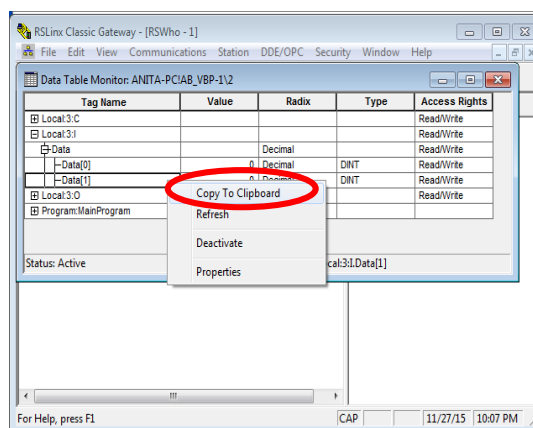 RSLinx Classic Gateway - [RSWho - 1]
File Edit View Communications Station DDE/OPC Security Window Help
Data Table Monitor: ANITA-PC!AB_VBP-1\2
Tag Name Value Radix Type Access Rights
Local:3:C Read/Write
Local:3:I Read/Write
Data Decimal
Data[0] 0 Decimal DINT Read/Write
Data[1] 0 Decimal DINT Read/Write
Local:3:O Read/Write
Program:MainProgram
Copy To Clipboard
Refresh
Deactivate
Properties
Status: Active cal:3:I.Data[1]
For Help, press F1 CAP 11/27/15 10:07 PM